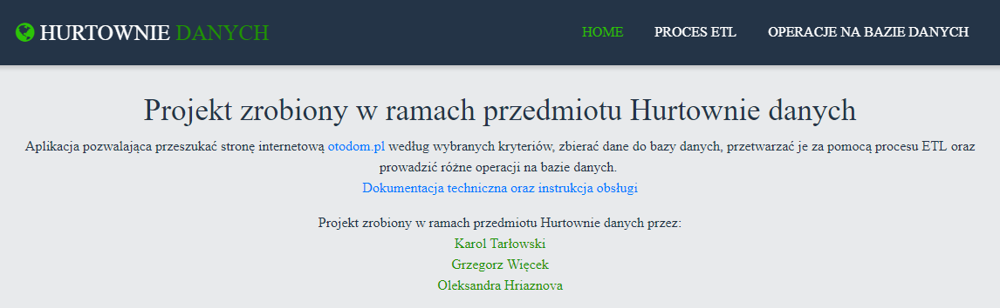 HURTOWNIE DANYCH
HOME PROCES ETL OPERACJE NA BAZIE DANYCH
Projekt zrobiony w ramach przedmiotu Hurtownie danych
Aplikacja pozwalająca przeszukać stronę internetową otodom.pl według wybranych kryteriów, zbierać dane do bazy danych, przetwarzać je za pomocą procesu ETL oraz
prowadzić różne operacji na bazie danych.
Dokumentacja techniczna oraz instrukcja obsługi
Projekt zrobiony w ramach przedmiotu Hurtownie danych przez:
Karol Tarłowski
Grzegorz Więcek
Oleksandra Hriaznova